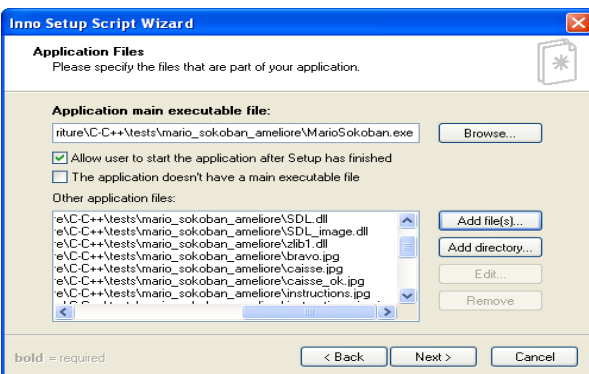 Inno Setup Script Wizard
Application Files
Please specify the files that are part of your application.
Application main executable file:
riture\C-C++\tests\mario_sokoban_ameliore\MarioSokoban.exe
Browse...
Allow user to start the application after Setup has finished
The application doesn't have a main executable file
Other application files:
e\C-C++\tests\mario_sokoban_ameliore\SDL.dll
e\C-C++\tests\mario_sokoban_ameliore\SDL_image.dll
e\C-C++\tests\mario_sokoban_ameliore\zlib1.dll
e\C-C++\tests\mario_sokoban_ameliore\bravo.jpg
e\C-C++\tests\mario_sokoban_ameliore\caisse.jpg
e\C-C++\tests\mario_sokoban_ameliore\caisse_ok.jpg
e\C-C++\tests\mario_sokoban_ameliore\instructions.jpg
Add file(s)...
Add directory...
Edit...
Remove
bold = required
< Back
Next >
Cancel